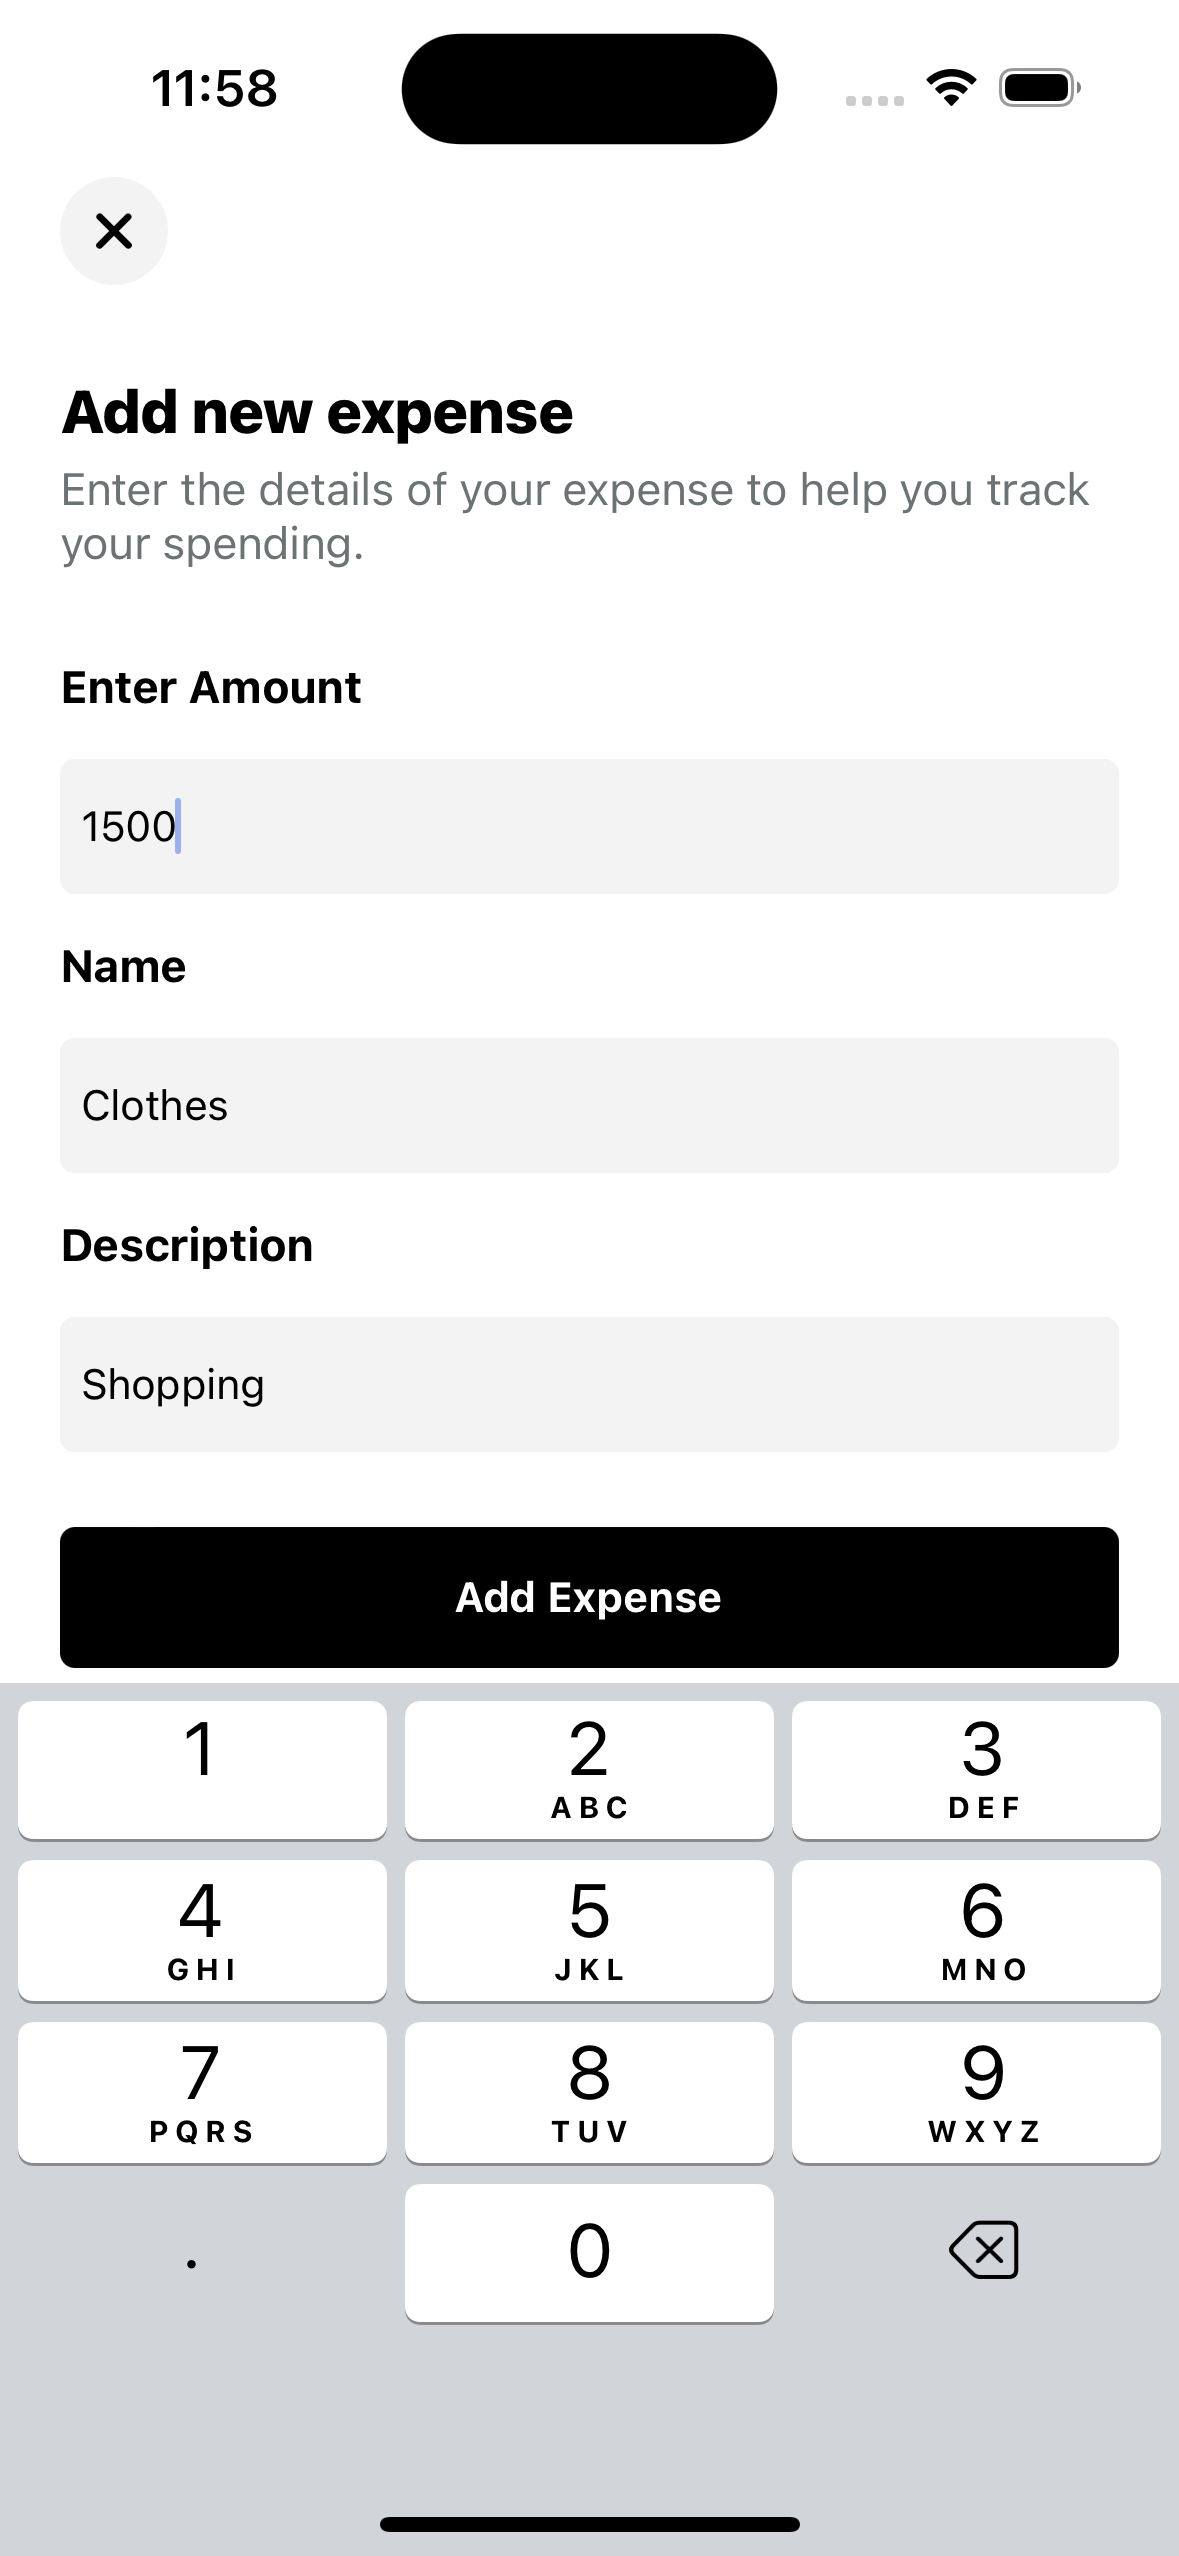 11:58
Add new expense
Enter the details of your expense to help you track
your spending.
Enter Amount
1500
Name
Clothes
Description
Shopping
Add Expense
1
2
ABC
3
DEF
4
GHI
5
JKL
6
MNO
7
PQRS
8
TUV
9
WXYZ
.
0